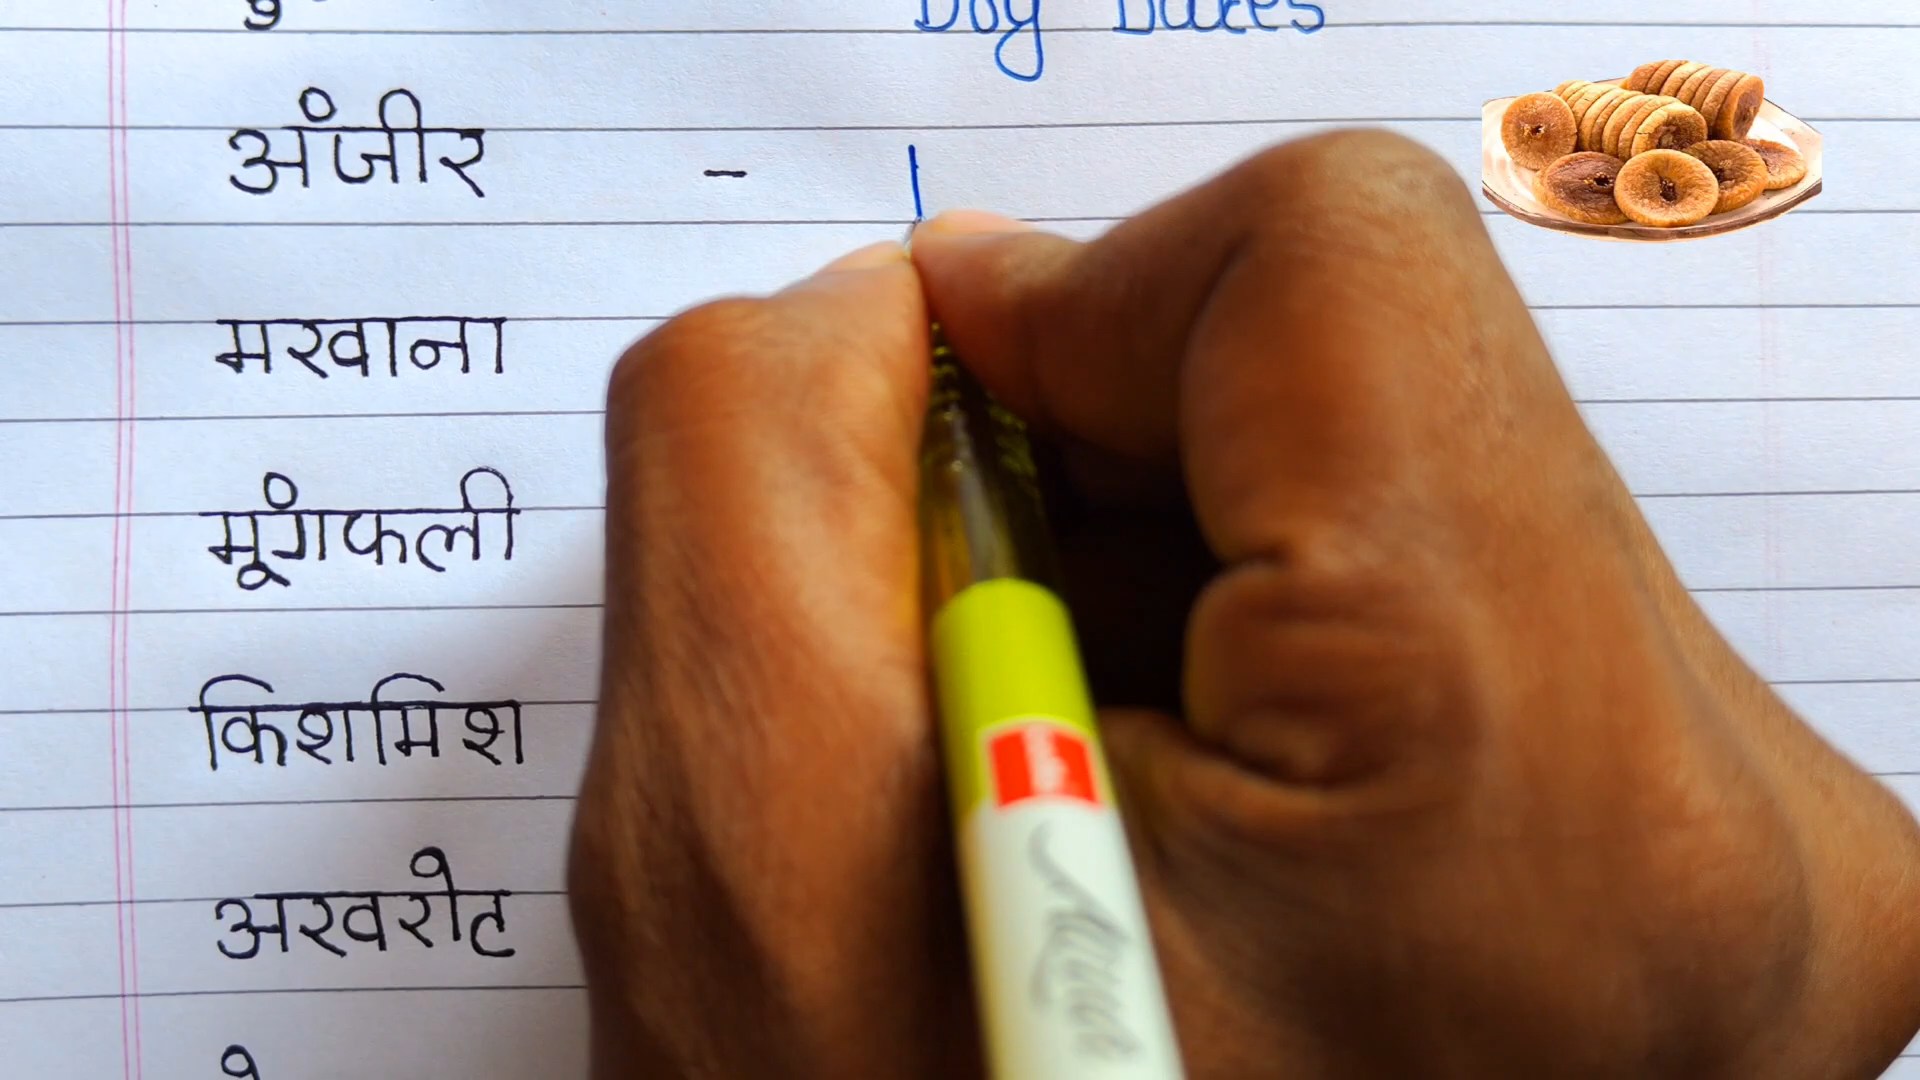 Dry Dates
अंजीर -
मखाना
मूंगफली
किशमिश
अखरोट